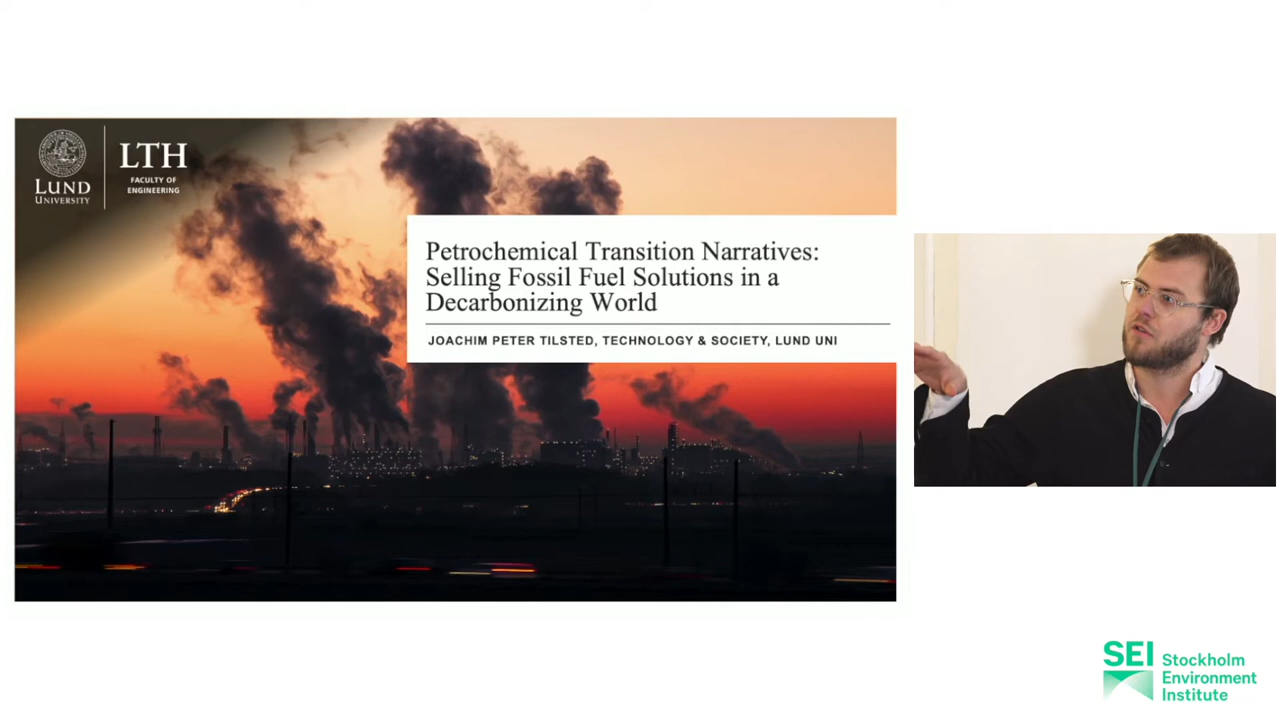 LUND
UNIVERSITY
LTH
FACULTY OF
ENGINEERING
Petrochemical Transition Narratives:
Selling Fossil Fuel Solutions in a
Decarbonizing World
JOACHIM PETER TILSTED, TECHNOLOGY & SOCIETY, LUND UNI
SEI Stockholm
Environment
Institute